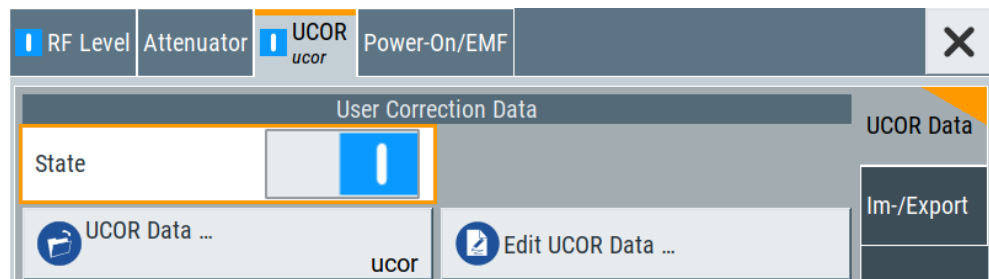 RF Level
Attenuator
UCOR
ucor
Power-On/EMF
User Correction Data
UCOR Data
State
Im-/Export
UCOR Data ...
ucor
Edit UCOR Data ...